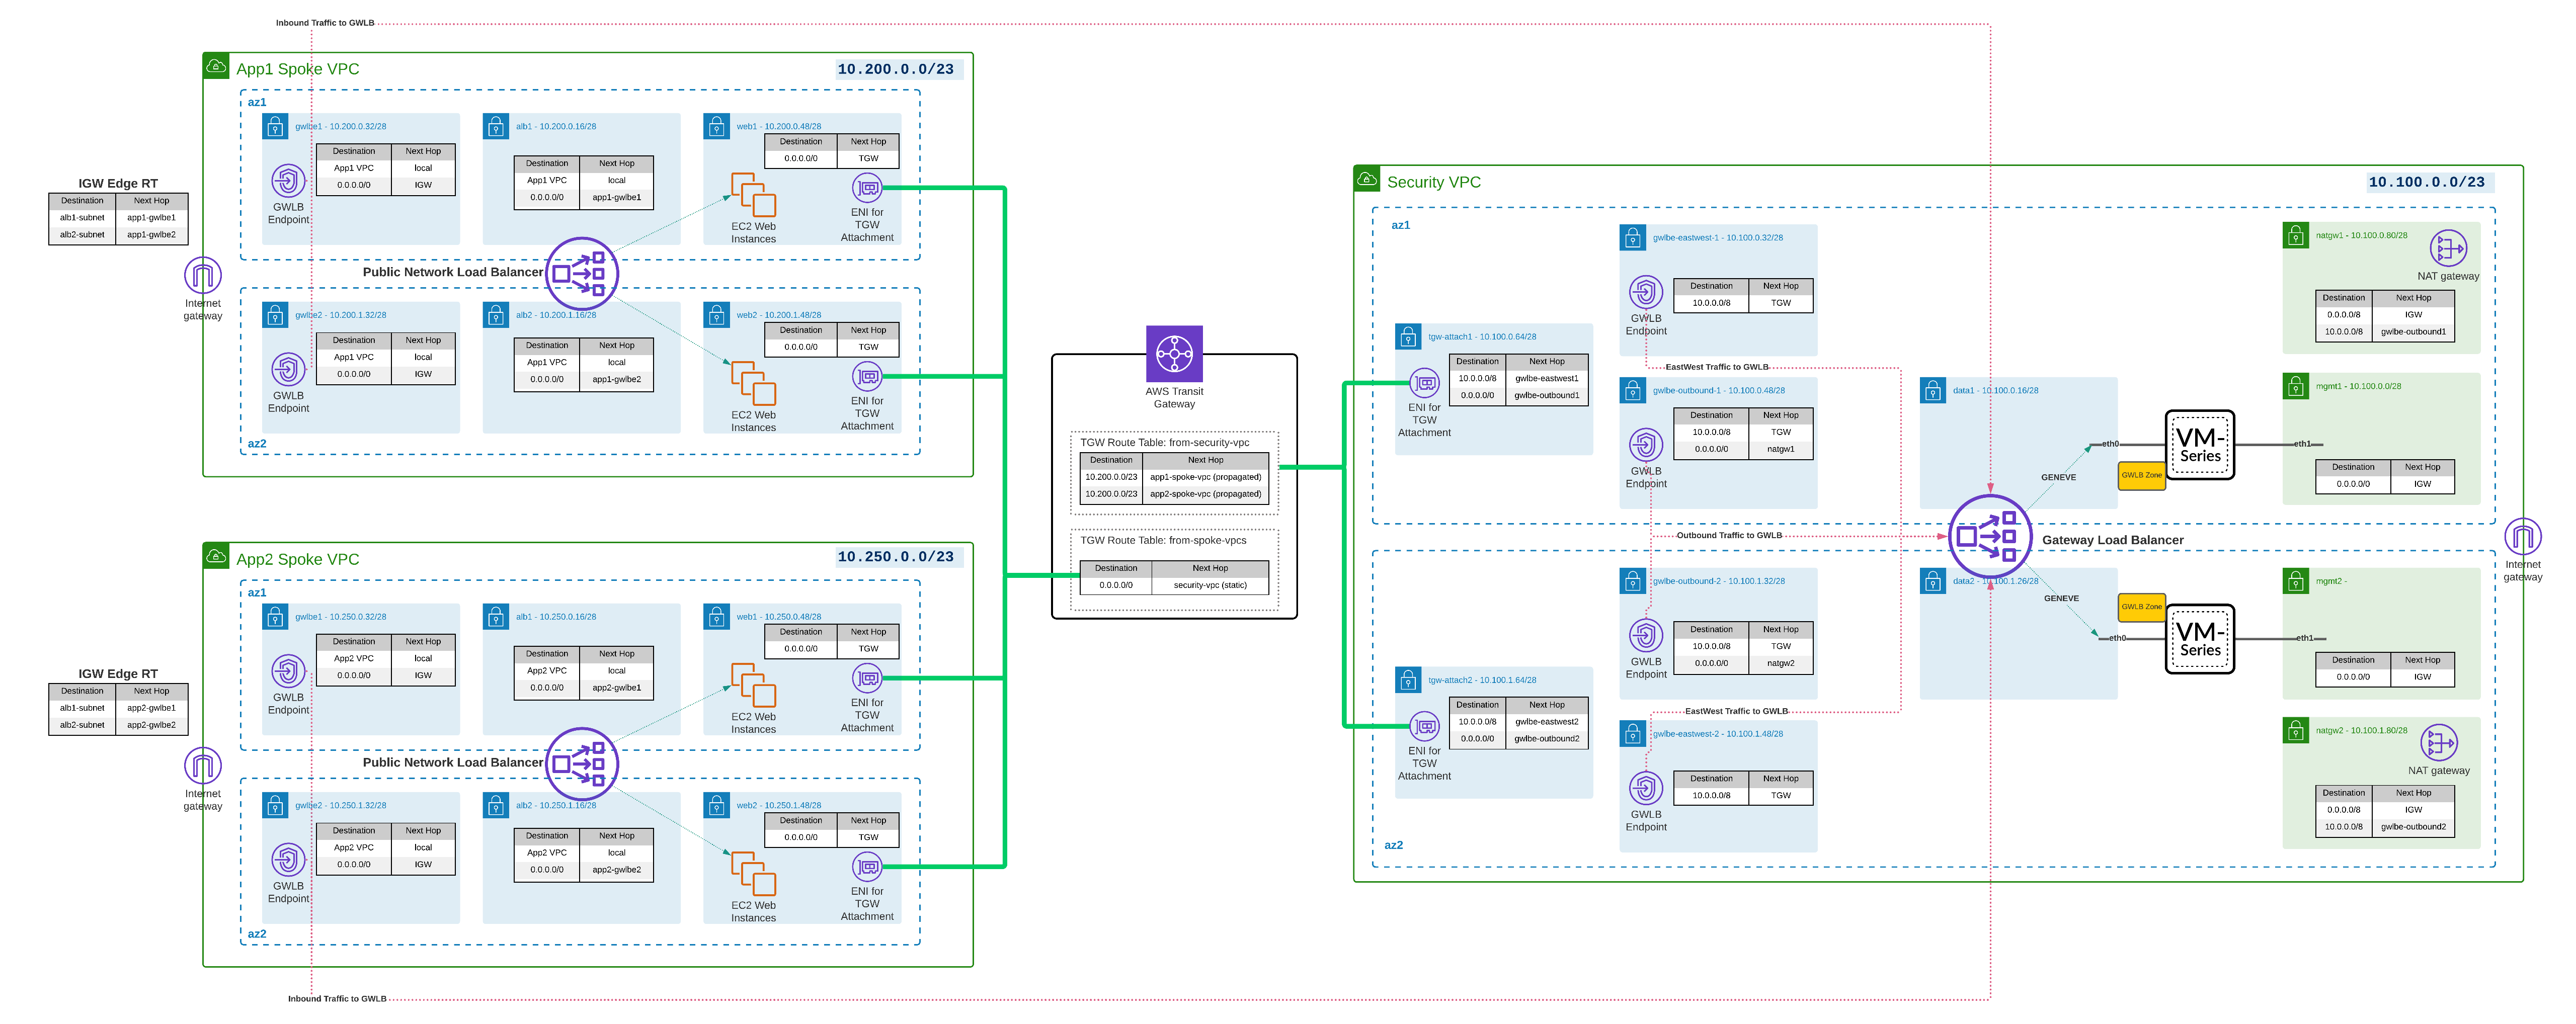 Inbound Traffic to GWLB
App1 Spoke VPC
10.200.0.0/23
az1
gwlbe1 - 10.200.0.32/28
Destination Next Hop
App1 VPC local
0.0.0.0/0 IGW
GWLB
Endpoint
alb1 - 10.200.0.16/28
Destination Next Hop
App1 VPC local
0.0.0.0/0 app1-gwlbe1
web1 - 10.200.0.48/28
Destination Next Hop
0.0.0.0/0 TGW
EC2 Web
Instances
ENI for
TGW
Attachment
IGW Edge RT
Destination Next Hop
alb1-subnet app1-gwlbe1
alb2-subnet app1-gwlbe2
Internet
gateway
Public Network Load Balancer
gwlbe2 - 10.200.1.32/28
Destination Next Hop
App1 VPC local
0.0.0.0/0 IGW
GWLB
Endpoint
alb2 - 10.200.1.16/28
Destination Next Hop
App1 VPC local
0.0.0.0/0 app1-gwlbe2
web2 - 10.200.1.48/28
Destination Next Hop
0.0.0.0/0 TGW
EC2 Web
Instances
ENI for
TGW
Attachment
az2
App2 Spoke VPC
10.250.0.0/23
az1
gwlbe1 - 10.250.0.32/28
Destination Next Hop
App2 VPC local
0.0.0.0/0 IGW
GWLB
Endpoint
alb1 - 10.250.0.16/28
Destination Next Hop
App2 VPC local
0.0.0.0/0 app2-gwlbe1
web1 - 10.250.0.48/28
Destination Next Hop
0.0.0.0/0 TGW
EC2 Web
Instances
ENI for
TGW
Attachment
IGW Edge RT
Destination Next Hop
alb1-subnet app2-gwlbe1
alb2-subnet app2-gwlbe2
Internet
gateway
Public Network Load Balancer
gwlbe2 - 10.250.1.32/28
Destination Next Hop
App2 VPC local
0.0.0.0/0 IGW
GWLB
Endpoint
alb2 - 10.250.1.16/28
Destination Next Hop
App2 VPC local
0.0.0.0/0 app2-gwlbe2
web2 - 10.250.1.48/28
Destination Next Hop
0.0.0.0/0 TGW
EC2 Web
Instances
ENI for
TGW
Attachment
az2
Inbound Traffic to GWLB
AWS Transit
Gateway
TGW Route Table: from-security-vpc
Destination Next Hop
10.200.0.0/23 app1-spoke-vpc (propagated)
10.200.0.0/23 app2-spoke-vpc (propagated)
TGW Route Table: from-spoke-vpcs
Destination Next Hop
0.0.0.0/0 security-vpc (static)
Security VPC
10.100.0.0/23
az1
gwlbe-eastwest-1 - 10.100.0.32/28
Destination Next Hop
10.0.0.0/8 TGW
GWLB
Endpoint
natgw1 - 10.100.0.80/28
NAT gateway
Destination Next Hop
0.0.0.0/8 IGW
10.0.0.0/8 gwlbe-outbound1
tgw-attach1 - 10.100.0.64/28
Destination Next Hop
10.0.0.0/8 gwlbe-eastwest1
0.0.0.0/0 gwlbe-outbound1
ENI for
TGW
Attachment
EastWest Traffic to GWLB
gwlbe-outbound-1 - 10.100.0.48/28
Destination Next Hop
10.0.0.0/8 TGW
0.0.0.0/0 natgw1
GWLB
Endpoint
data1 - 10.100.0.16/28
GENEVE
eth0
GWLB Zone
VM-
Series
mgmt1 - 10.100.0.0/28
eth1
Destination Next Hop
0.0.0.0/0 IGW
Outbound Traffic to GWLB
Gateway Load Balancer
Internet
gateway
gwlbe-outbound-2 - 10.100.1.32/28
Destination Next Hop
10.0.0.0/8 TGW
0.0.0.0/0 natgw2
GWLB
Endpoint
data2 - 10.100.1.26/28
GENEVE
eth0
GWLB Zone
VM-
Series
mgmt2 -
eth1
Destination Next Hop
0.0.0.0/0 IGW
tgw-attach2 - 10.100.1.64/28
Destination Next Hop
10.0.0.0/8 gwlbe-eastwest2
0.0.0.0/0 gwlbe-outbound2
ENI for
TGW
Attachment
EastWest Traffic to GWLB
gwlbe-eastwest-2 - 10.100.1.48/28
Destination Next Hop
10.0.0.0/8 TGW
GWLB
Endpoint
natgw2 - 10.100.1.80/28
NAT gateway
Destination Next Hop
0.0.0.0/8 IGW
10.0.0.0/8 gwlbe-outbound2
az2